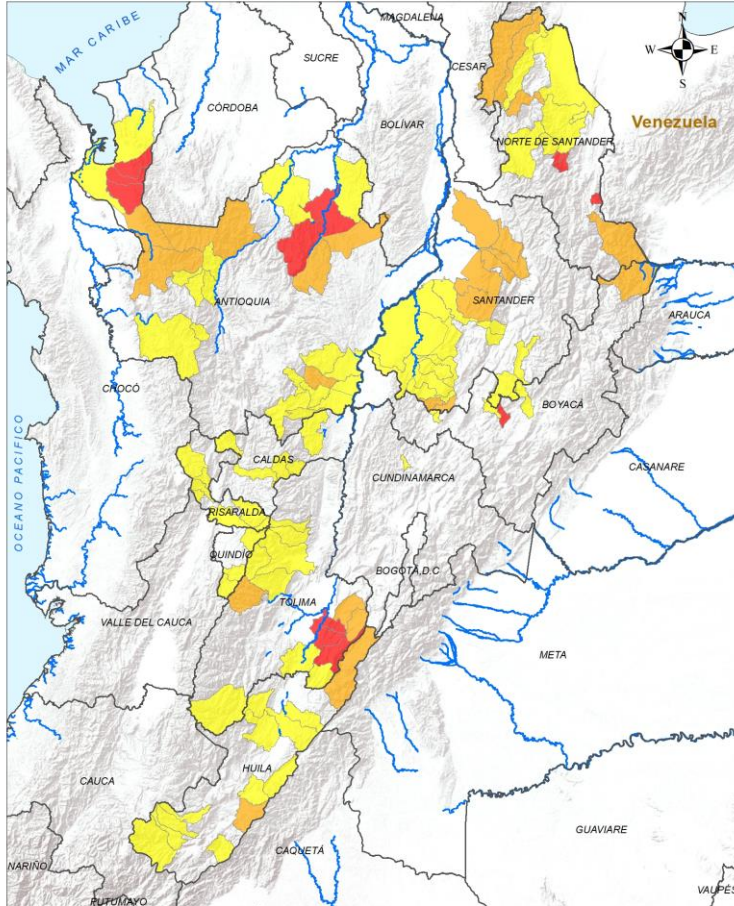 MAGDALENA
MAR CARIBE
N
W E
S
SUCRE
CESAR
CÓRDOBA
BOLÍVAR
Venezuela
NORTE DE SANTANDER
ANTIOQUIA
SANTANDER
ARAUCA
CHOCÓ
BOYACÁ
CALDAS
CASANARE
CUNDINAMARCA
OCEANO PACIFICO
RISARALDA
QUINDÍO
BOGOTÁ, D.C
TOLIMA
VALLE DEL CAUCA
META
HUILA
CAUCA
GUAVIARE
CAQUETÁ
NARIÑO
PUTUMAYO
VAUPÉS